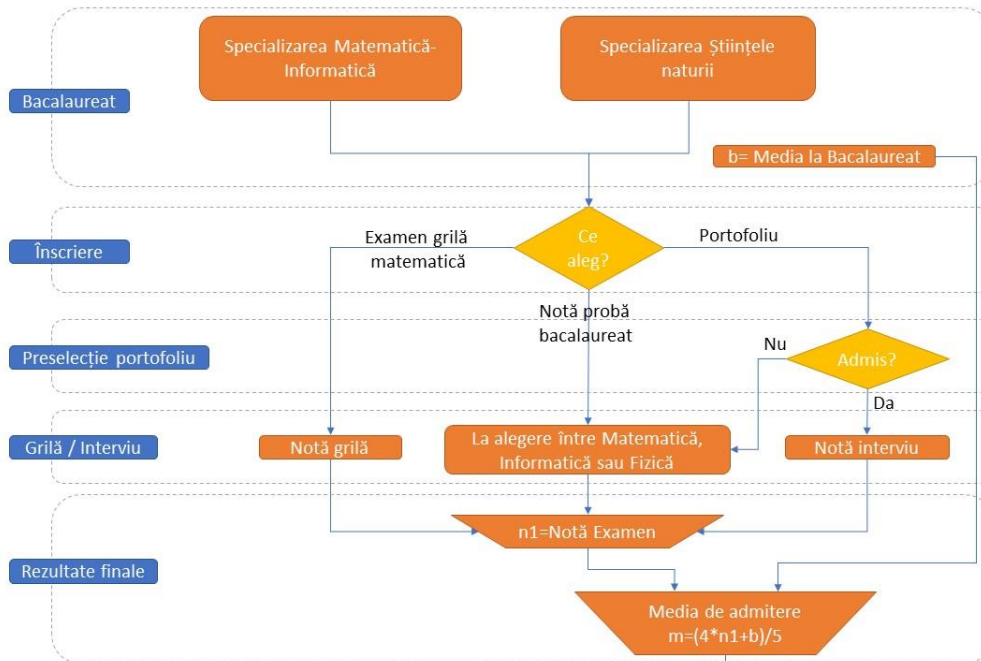 Specializarea Matematică-
Informatică
Specializarea Științele
naturii
Bacalaureat
b= Media la Bacalaureat
Examen grilă
matematică
Ce
aleg?
Portofoliu
Înscriere
Notă probă
bacalaureat
Nu
Admis?
Preselecție portofoliu
Da
Grilă / Interviu
Notă grilă
La alegere între Matematică,
Informatică sau Fizică
Notă interviu
n1=Notă Examen
Rezultate finale
Media de admitere
m=(4*n1+b)/5